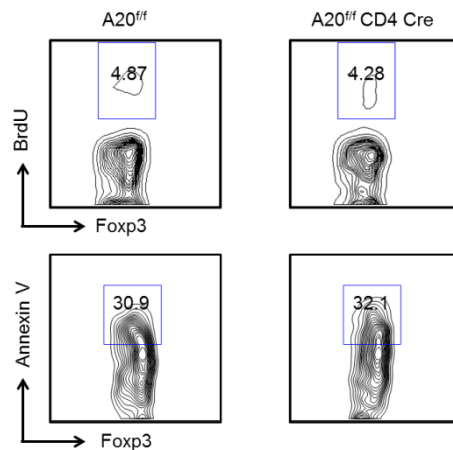 A20f/f
A20f/f CD4 Cre
4.87
4.28
BrdU
Foxp3
30.9
32.1
Annexin V
Foxp3